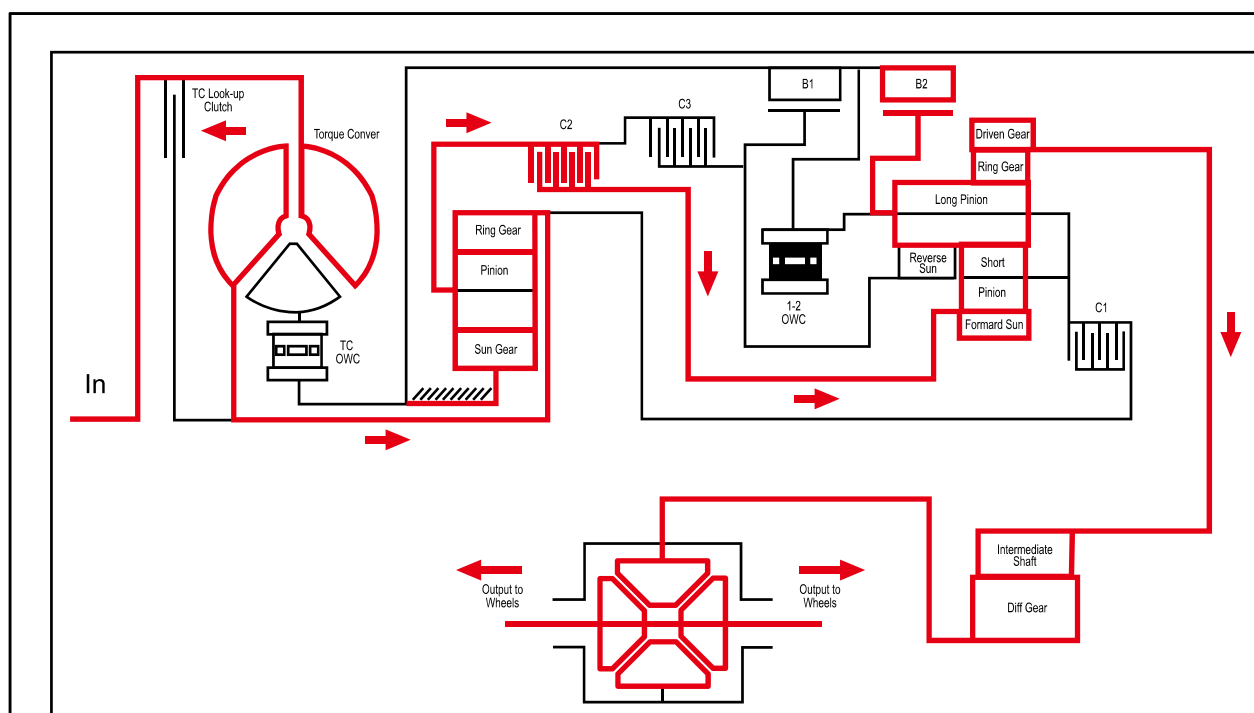 TC Look-up
Clutch
Torque Conver
C2
C3
B1
B2
Driven Gear
Ring Gear
Long Pinion
Reverse
Sun
Short
Pinion
Formard Sun
C1
1-2
OWC
Ring Gear
Pinion
Sun Gear
TC
OWC
In
Output to
Wheels
Output to
Wheels
Intermediate
Shaft
Diff Gear